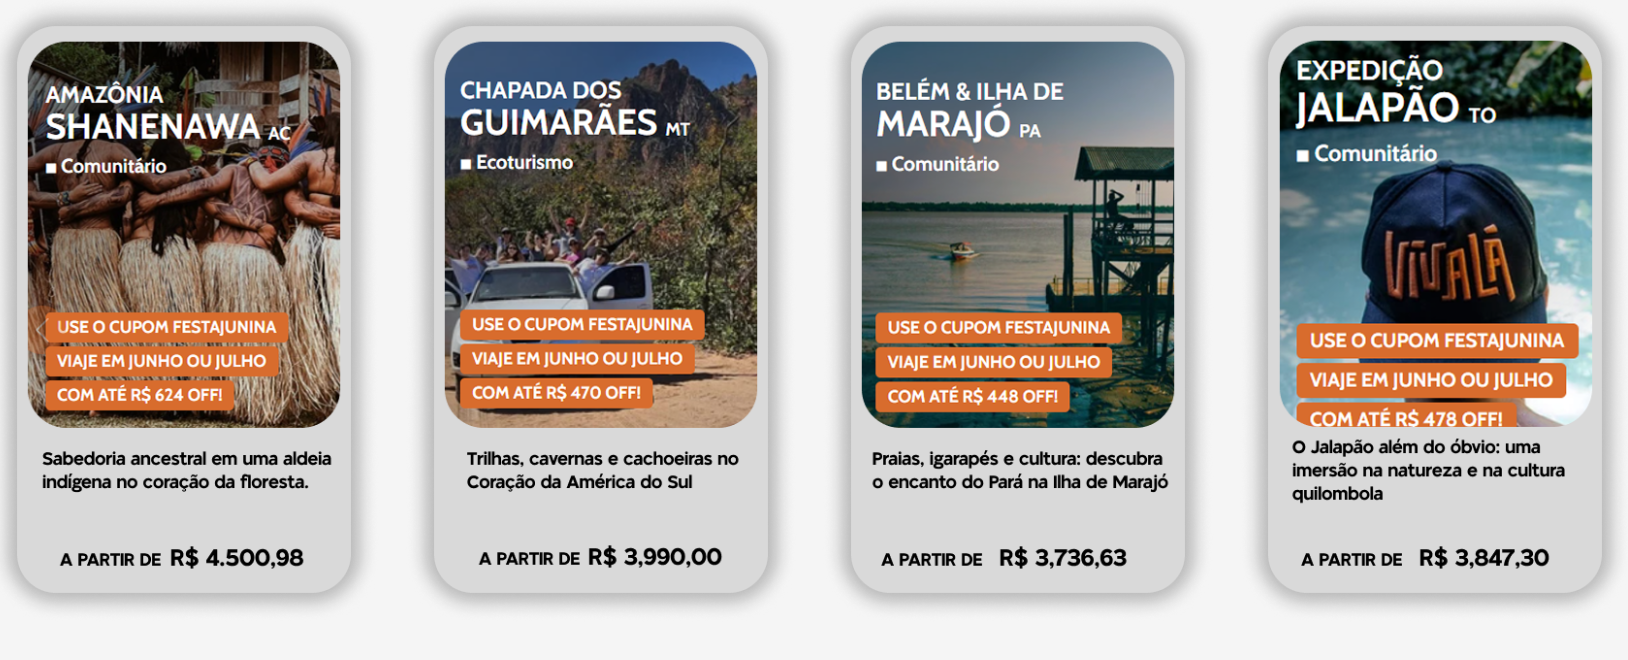 AMAZÔNIA
SHANENAWA AC
Comunitário
USE O CUPOM FESTAJUNINA
VIAJE EM JUNHO OU JULHO
COM ATÉ R$ 624 OFF!
Sabedoria ancestral em uma aldeia
indígena no coração da floresta.
A PARTIR DE R$ 4.500,98
CHAPADA DOS
GUIMARÃES MT
Ecoturismo
USE O CUPOM FESTAJUNINA
VIAJE EM JUNHO OU JULHO
COM ATÉ R$ 470 OFF!
Trilhas, cavernas e cachoeiras no
Coração da América do Sul
A PARTIR DE R$ 3,990,00
BELÉM & ILHA DE
MARAJÓ PA
Comunitário
USE O CUPOM FESTAJUNINA
VIAJE EM JUNHO OU JULHO
COM ATÉ R$ 448 OFF!
Praias, igarapés e cultura: descubra
o encanto do Pará na Ilha de Marajó
A PARTIR DE R$ 3,736,63
EXPEDIÇÃO
JALAPÃO TO
Comunitário
VIVALÁ
USE O CUPOM FESTAJUNINA
VIAJE EM JUNHO OU JULHO
COM ATÉ R$ 478 OFF!
O Jalapão além do óbvio: uma
imersão na natureza e na cultura
quilombola
A PARTIR DE R$ 3,847,30